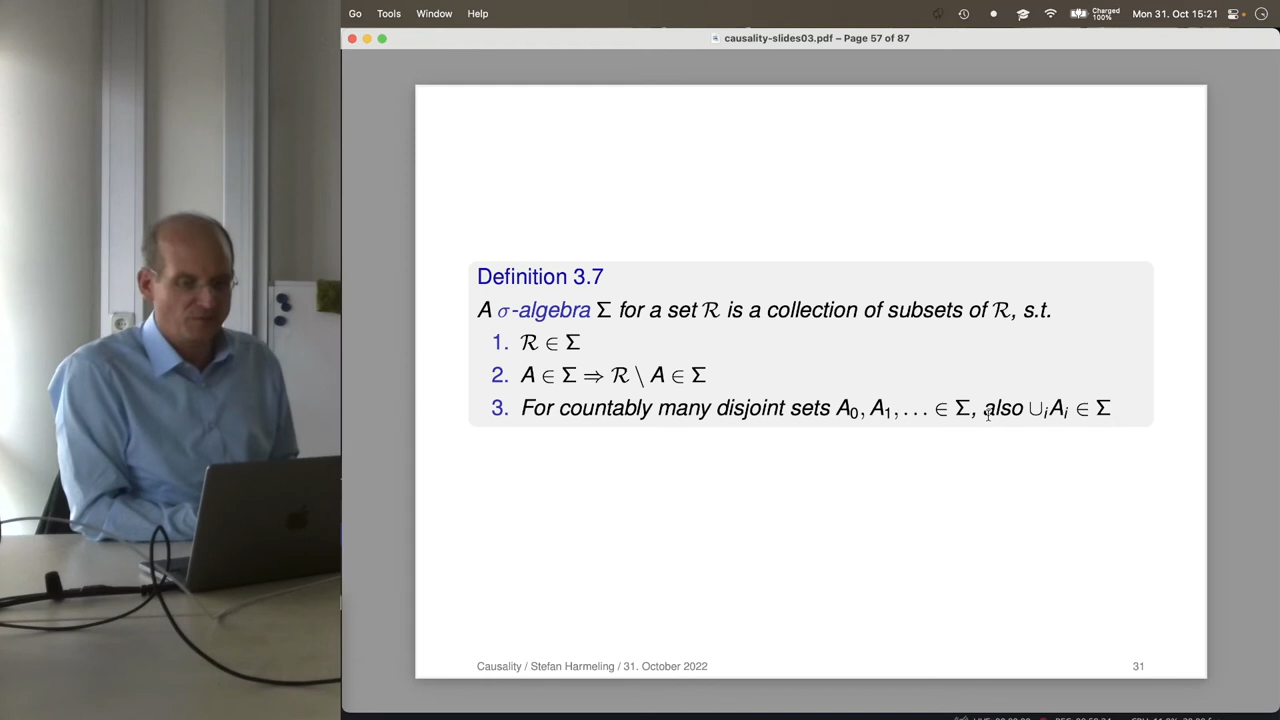 Go Tools Window Help Charged 100% Mon 31. Oct 15:21
causality-slides03.pdf – Page 57 of 87
Definition 3.7
A σ-algebra Σ for a set ℛ is a collection of subsets of ℛ, s.t.
1. ℛ ∈ Σ
2. A ∈ Σ ⇒ ℛ \ A ∈ Σ
3. For countably many disjoint sets A₀, A₁, … ∈ Σ, also ∪ᵢAᵢ ∈ Σ
Causality / Stefan Harmeling / 31. October 2022 31